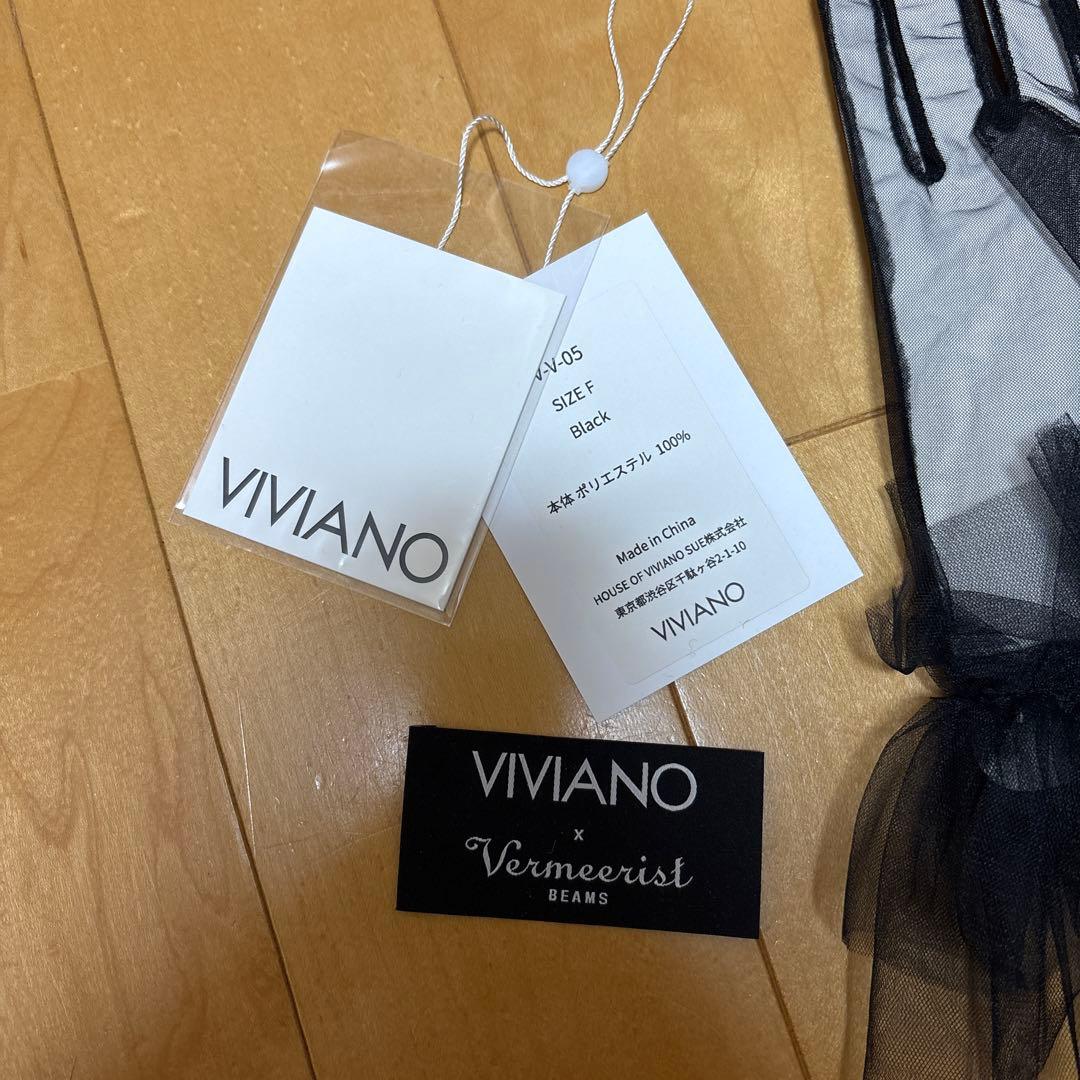 VIVIANO
V-V-05
SIZE F
Black
本体 ポリエステル 100%
Made in China
HOUSE OF VIVIANO SUE株式会社
東京都渋谷区千駄ヶ谷2-1-10
VIVIANO
VIVIANO
x
Vermeerist
BEAMS